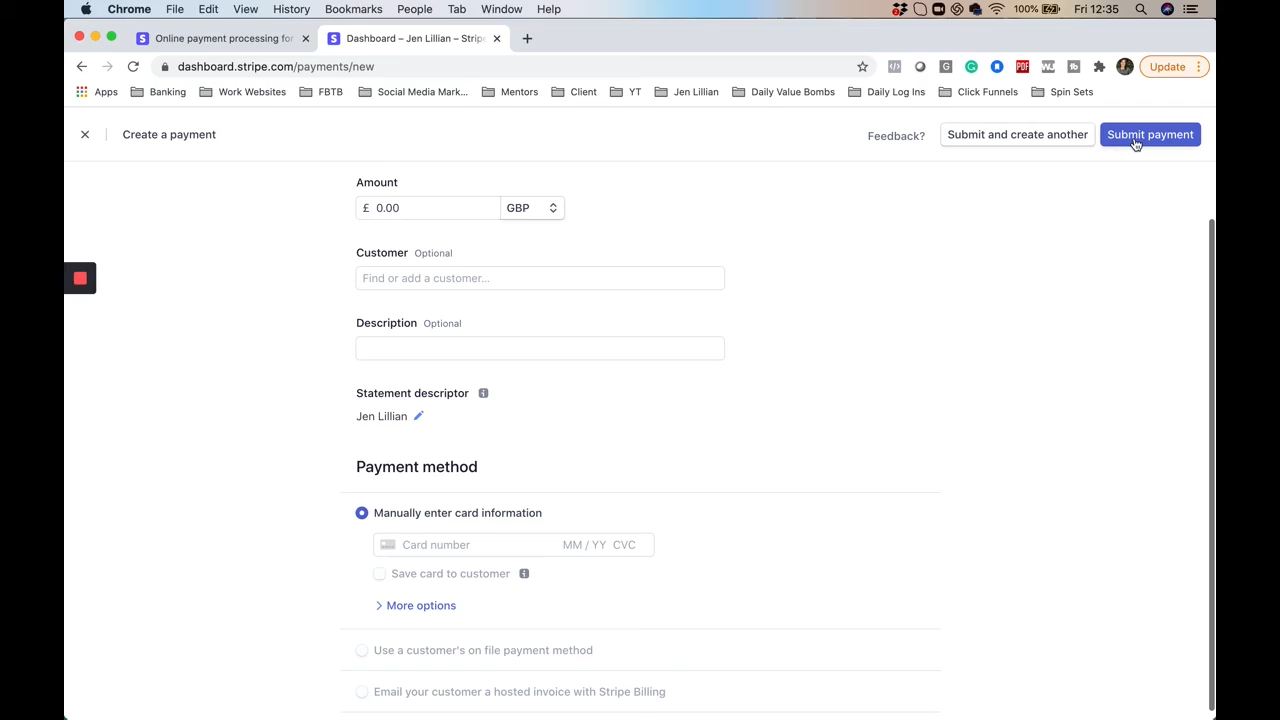 Chrome File Edit View History Bookmarks People Tab Window Help 100% Fri 12:35
Online payment processing for
Dashboard – Jen Lillian – Stripe
dashboard.stripe.com/payments/new
Update
Apps Banking Work Websites FBTB Social Media Mark... Mentors Client YT Jen Lillian Daily Value Bombs Daily Log Ins Click Funnels Spin Sets
Create a payment
Feedback?
Submit and create another
Submit payment
Amount
£ 0.00 GBP
Customer Optional
Find or add a customer...
Description Optional
Statement descriptor
Jen Lillian
Payment method
Manually enter card information
Card number MM / YY CVC
Save card to customer
More options
Use a customer's on file payment method
Email your customer a hosted invoice with Stripe Billing